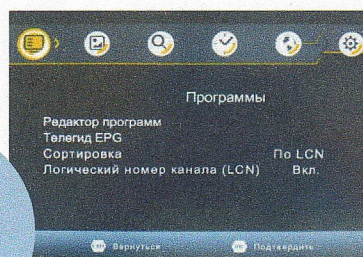 Программы
Редактор программ
Телегид EPG
Сортировка По LCN
Логический номер канала (LCN) Вкл.
Вернуться Подтвердить